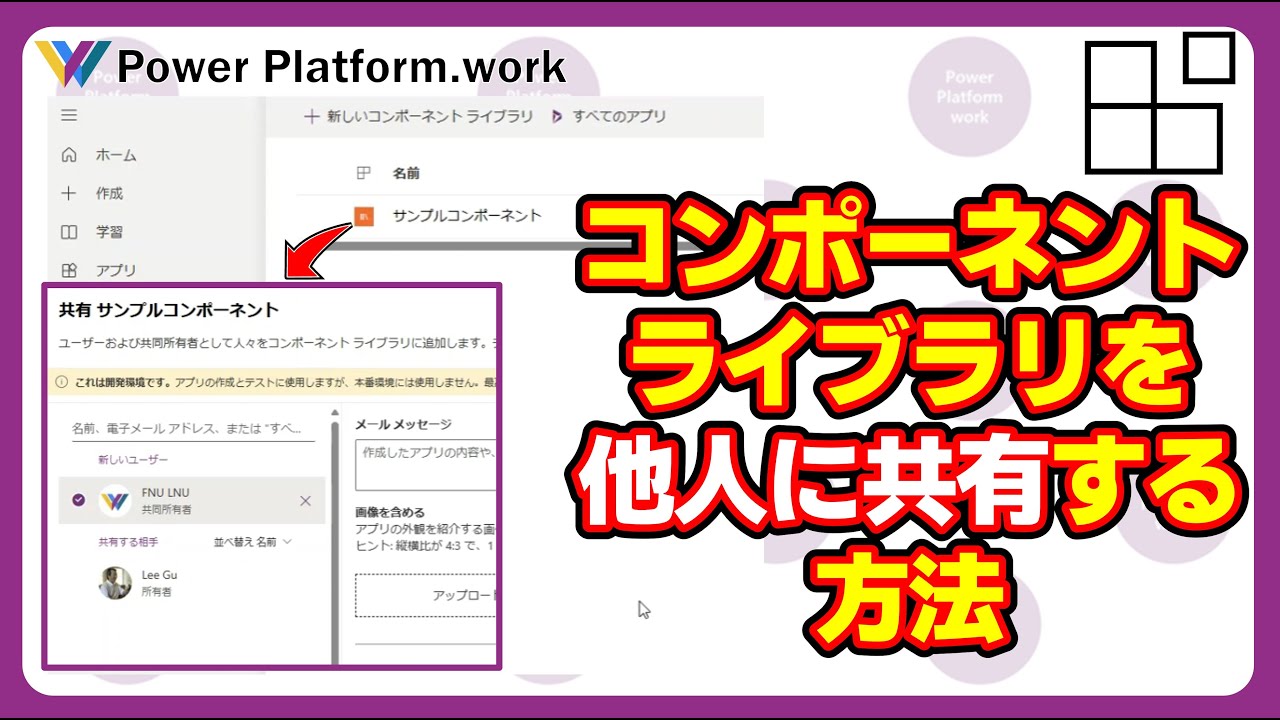 Power Platform.work
Power
Platform
work
新しいコンポーネント ライブラリ
すべてのアプリ
ホーム
作成
学習
アプリ
名前
サンプルコンポーネント
コンポーネント
ライブラリを
他人に共有する
方法
共有 サンプルコンポーネント
ユーザーおよび共同所有者として人々をコンポーネント ライブラリに追加します。
これは開発環境です。アプリの作成とテストに使用しますが、本番環境には使用しません。最
名前、電子メール アドレス、または "すべ...
新しいユーザー
FNU LNU
共同所有者
共有する相手
並べ替え 名前
Lee Gu
所有者
メール メッセージ
作成したアプリの内容や、
画像を含める
アプリの外観を紹介する画
ヒント: 縦横比が 4:3 で、1
アップロー